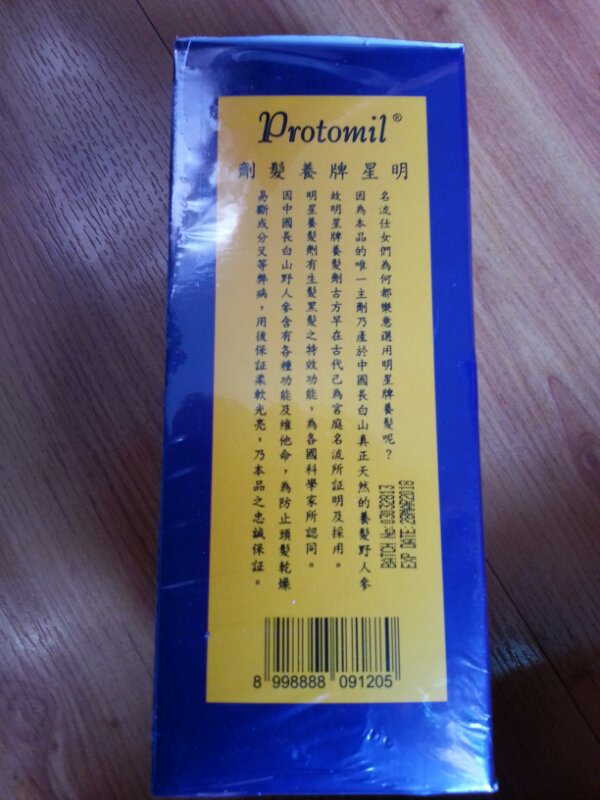 Protomil®
明星牌養髮劑
名流仕女們為何都樂意選用明星牌養髮呢？
因為本品的唯一主劑乃產於中國長白山真正天然的養髮野人參
故明星牌養髮劑古方早在古代已為宮庭名流所証明及採用。
明星養髮劑有生髮黑髮之特效功能，為各國科學家所認同。
因中國長白山野人參含有各種功能及維他命，為防止頭髮乾燥
易斷或分叉等弊病，用後保証柔軟光亮，乃本品之忠誠保証。
BATCH No:03032813
EXP DATE:28MAR2018
8 998888 091205